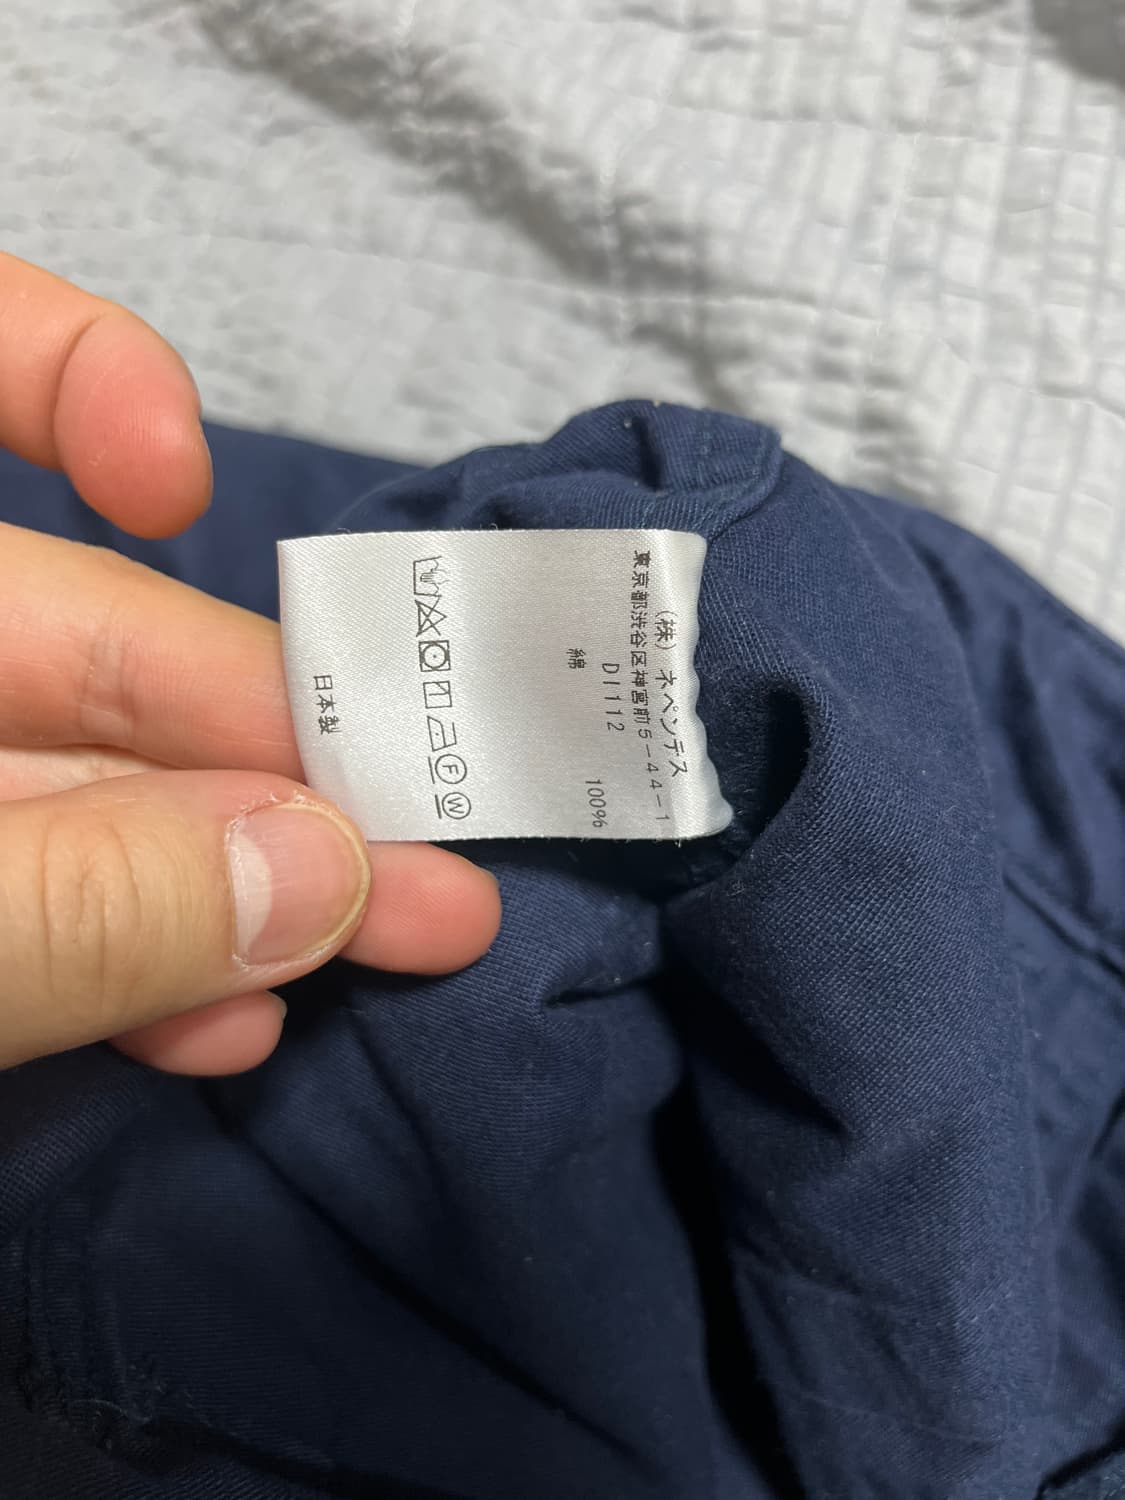 (株) ネペンデス
東京都渋谷区神宮前5-44-1
DI112
綿 100%
F
W
日本製